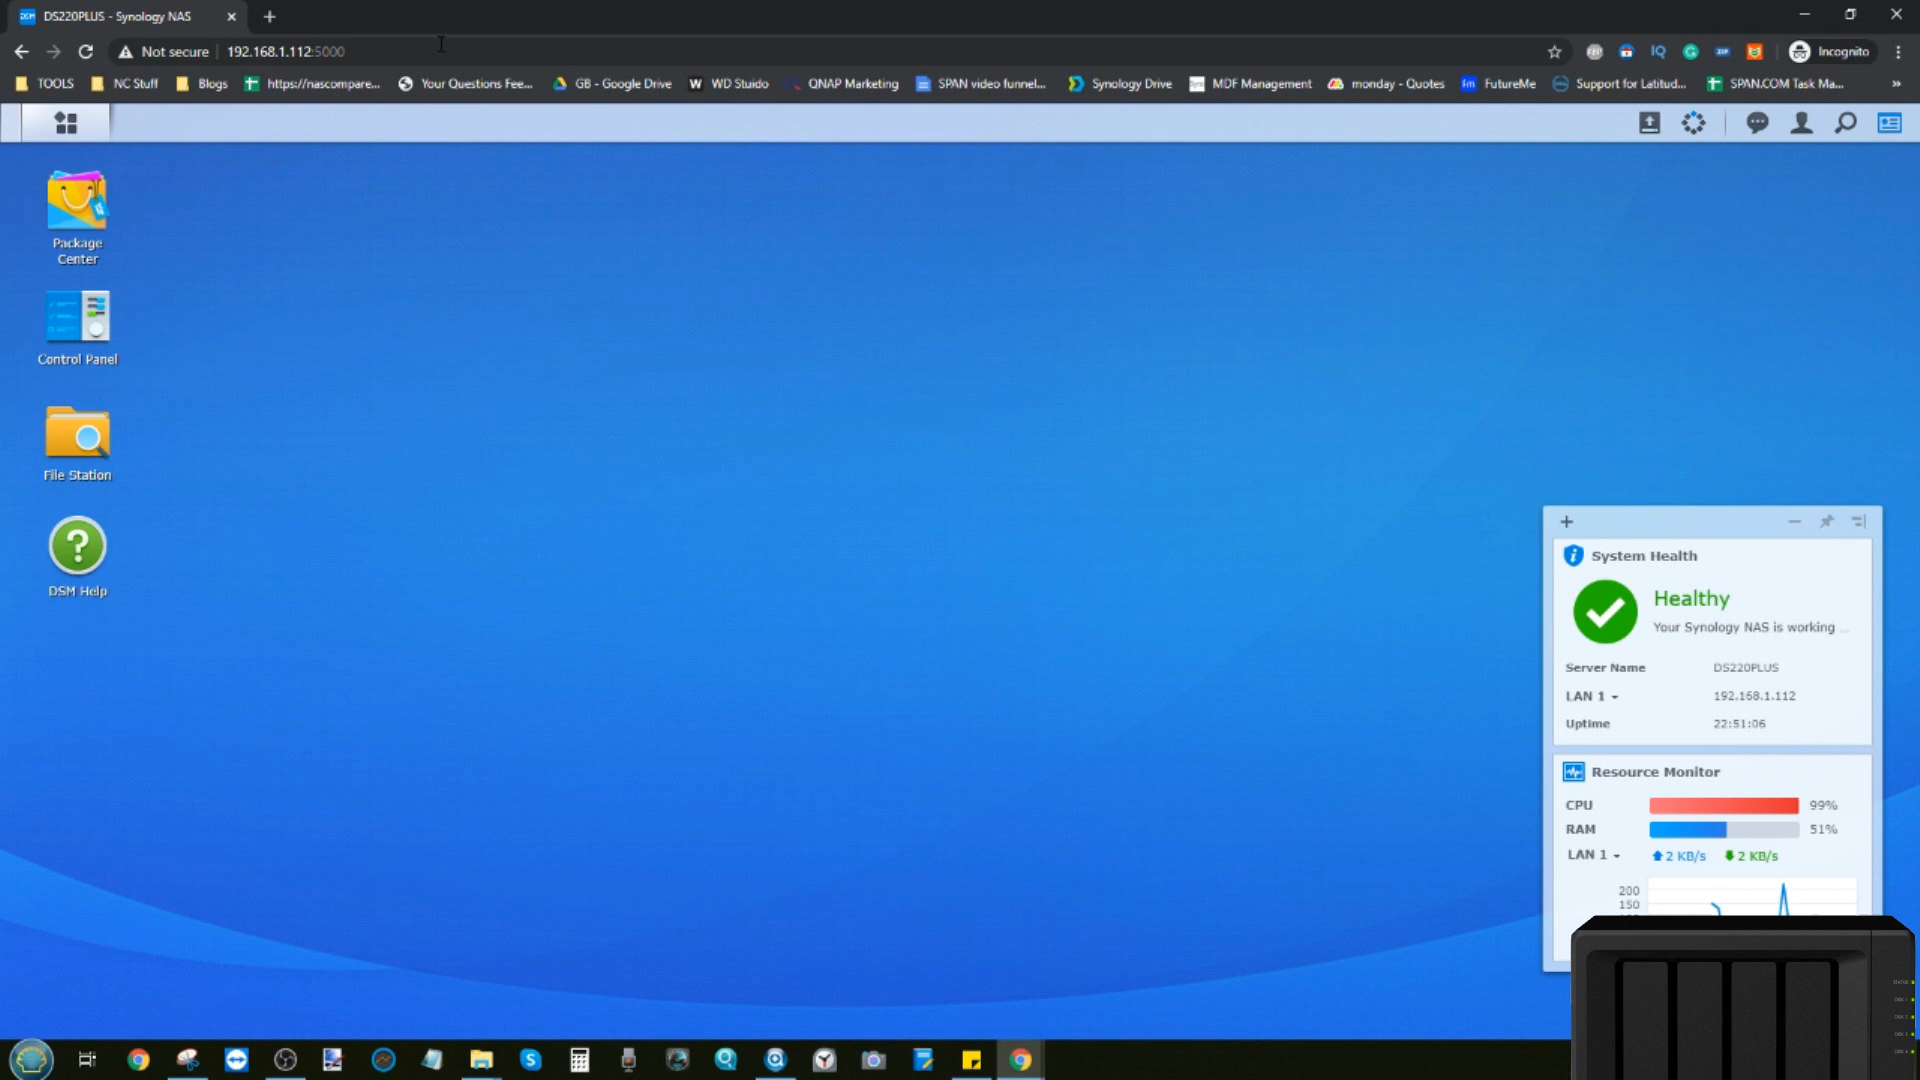 DS220PLUS - Synology NAS
Not secure
192.168.1.112:5000
Incognito
TOOLS
NC Stuff
Blogs
https://nascompare...
Your Questions Fee...
GB - Google Drive
W WD Stuido
QNAP Marketing
SPAN video funnel...
Synology Drive
MDF Management
monday - Quotes
fm FutureMe
Support for Latitud...
SPAN.COM Task Ma...
»
Package
Center
Control Panel
File Station
DSM Help
System Health
Healthy
Your Synology NAS is working ...
Server Name DS220PLUS
LAN 1 192.168.1.112
Uptime 22:51:06
Resource Monitor
CPU 99%
RAM 51%
LAN 1 2 KB/s 2 KB/s
200
150